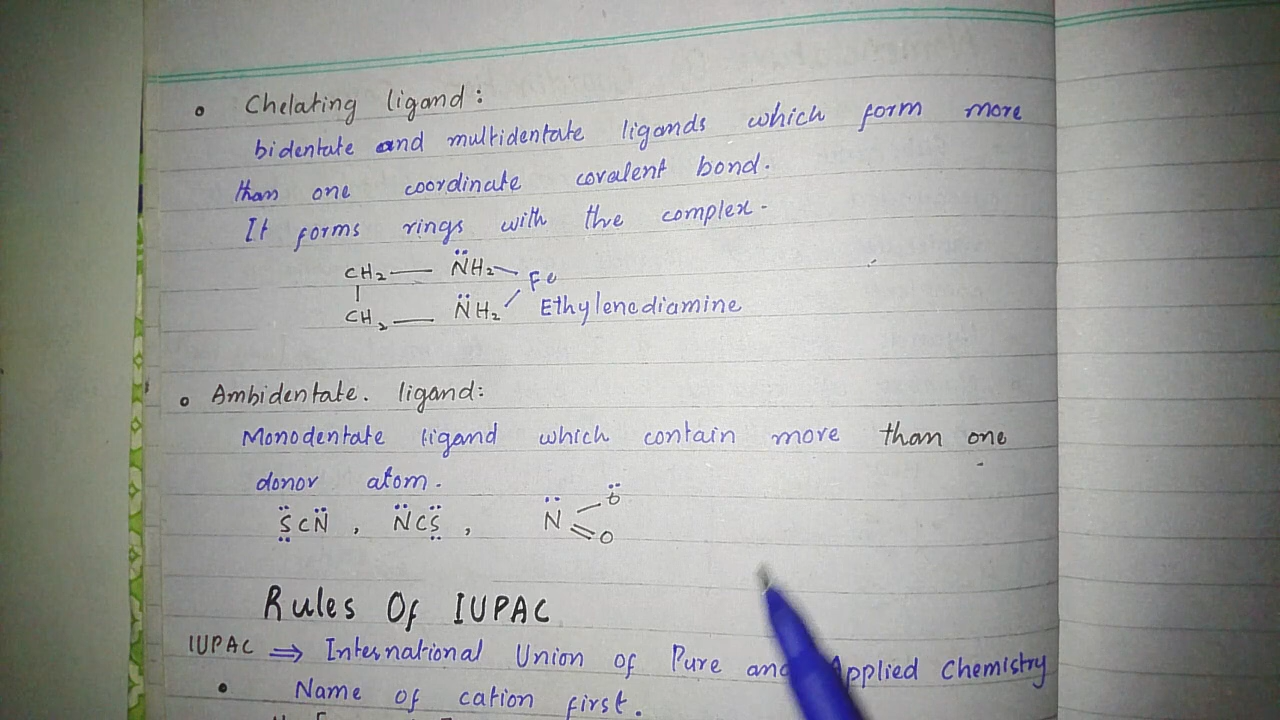 • Chelating ligand:
bidentate and multidentate ligands which form more
than one coordinate covalent bond.
It forms rings with the complex.
CH₂ — N̈H₂ — Fe
|
CH₂ — N̈H₂ / Ethylenediamine
• Ambidentate. ligand:
Monodentate ligand which contain more than one
donor atom.
SCN̈ , N̈CS , N̈ — Ö
═ O
Rules Of IUPAC
IUPAC ⇒ International Union of Pure and Applied Chemistry
• Name of cation first.